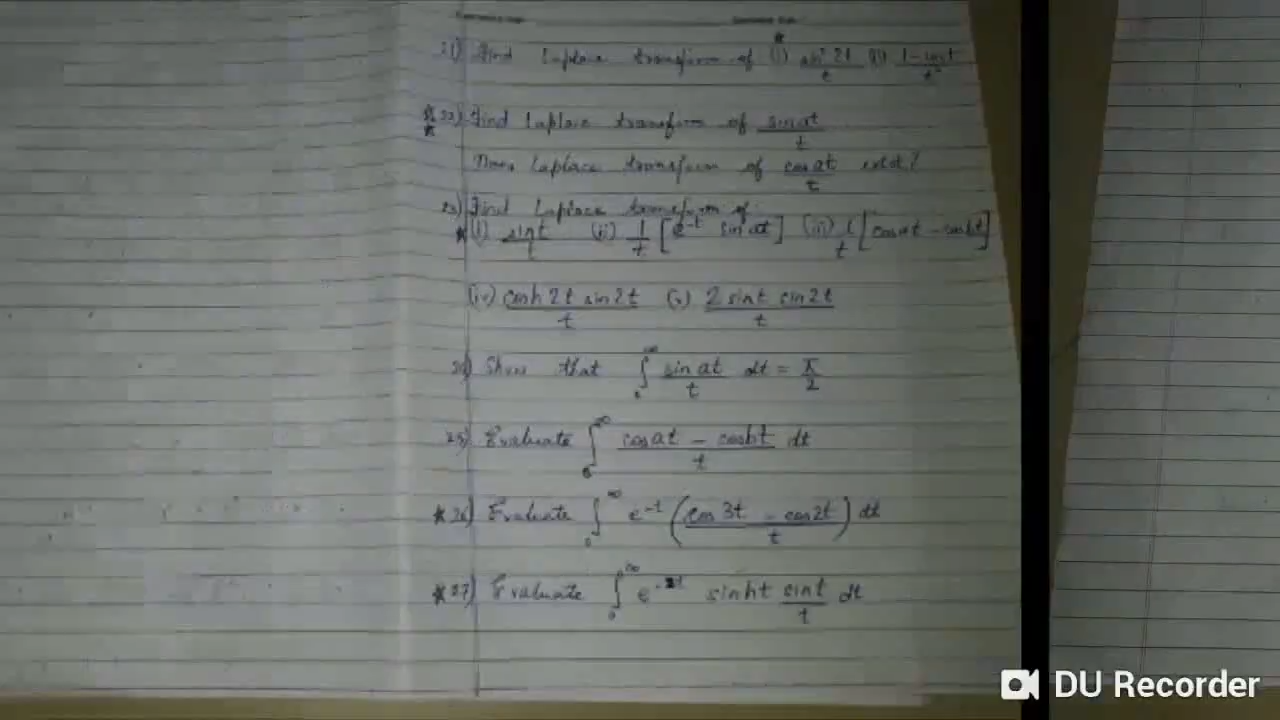 21) Find Laplace transform of (i) sin² 2t / t (ii) 1 - cos t / t²
* 22) Find Laplace transform of sin at / t
Does Laplace transform of cos at / t exist?
23) Find Laplace transform of
* (i) sin t / t (ii) 1/t [e^-t sin at] (iii) 1/t [cos at - cos bt]
(iv) cosh 2t sin 2t / t (v) 2 sin t sin 2t / t
24) Show that ∫₀^∞ sin at / t dt = π/2
25) Evaluate ∫₀^∞ cos at - cos bt / t dt
* 26) Evaluate ∫₀^∞ e^-t (cos 3t - cos 2t / t) dt
* 27) Evaluate ∫₀^∞ sinht sin t / t dt
DU Recorder